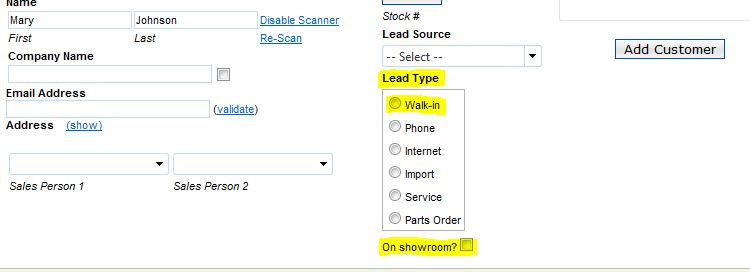 Name
Mary Johnson Disable Scanner
First Last Re-Scan
Company Name
Email Address
(validate)
Address (show)
Sales Person 1 Sales Person 2
Stock #
Lead Source
-- Select --
Lead Type
Walk-in
Phone
Internet
Import
Service
Parts Order
On showroom?
Add Customer